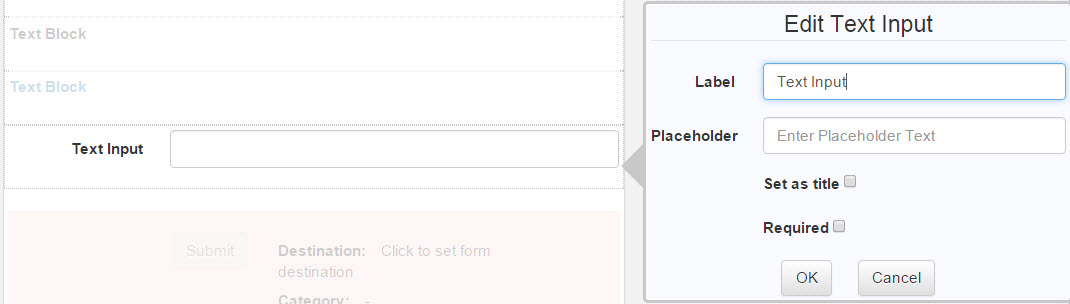 Text Block
Text Block
Text Input
Submit
Destination: Click to set form
destination
Category: -
Edit Text Input
Label Text Input
Placeholder Enter Placeholder Text
Set as title
Required
OK Cancel